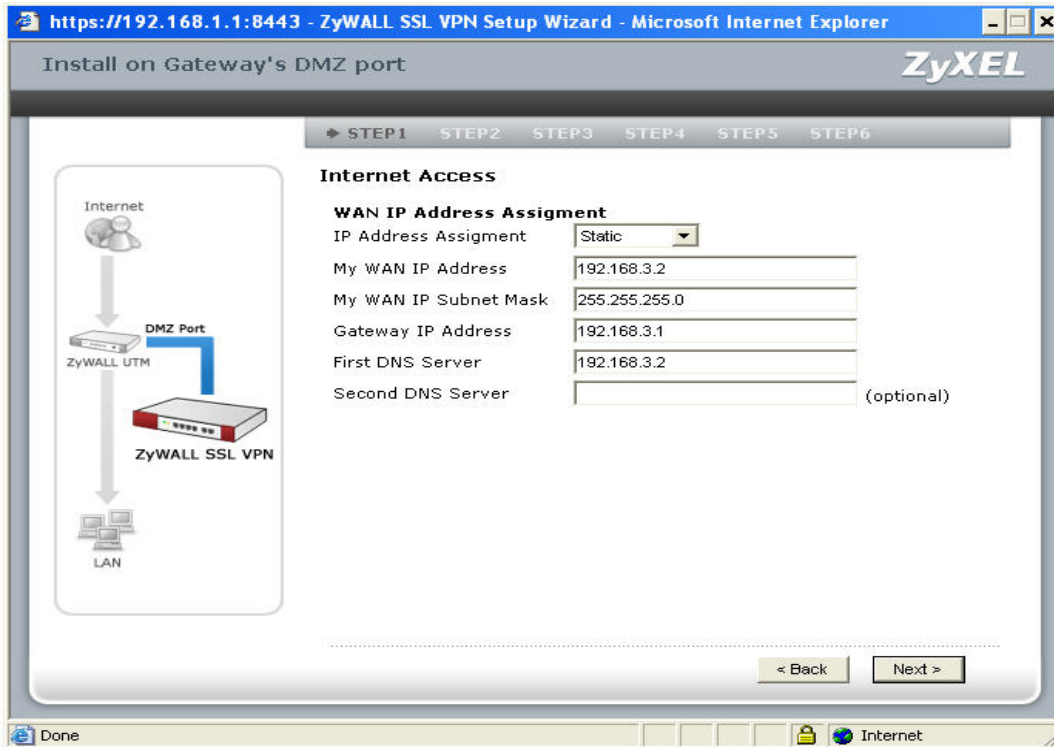 https://192.168.1.1:8443 - ZyWALL SSL VPN Setup Wizard - Microsoft Internet Explorer
Install on Gateway's DMZ port
ZyXEL
STEP1 STEP2 STEP3 STEP4 STEP5 STEP6
Internet
DMZ Port
ZyWALL UTM
ZyWALL SSL VPN
LAN
Internet Access
WAN IP Address Assigment
IP Address Assigment Static
My WAN IP Address 192.168.3.2
My WAN IP Subnet Mask 255.255.255.0
Gateway IP Address 192.168.3.1
First DNS Server 192.168.3.2
Second DNS Server (optional)
< Back Next >
Done Internet